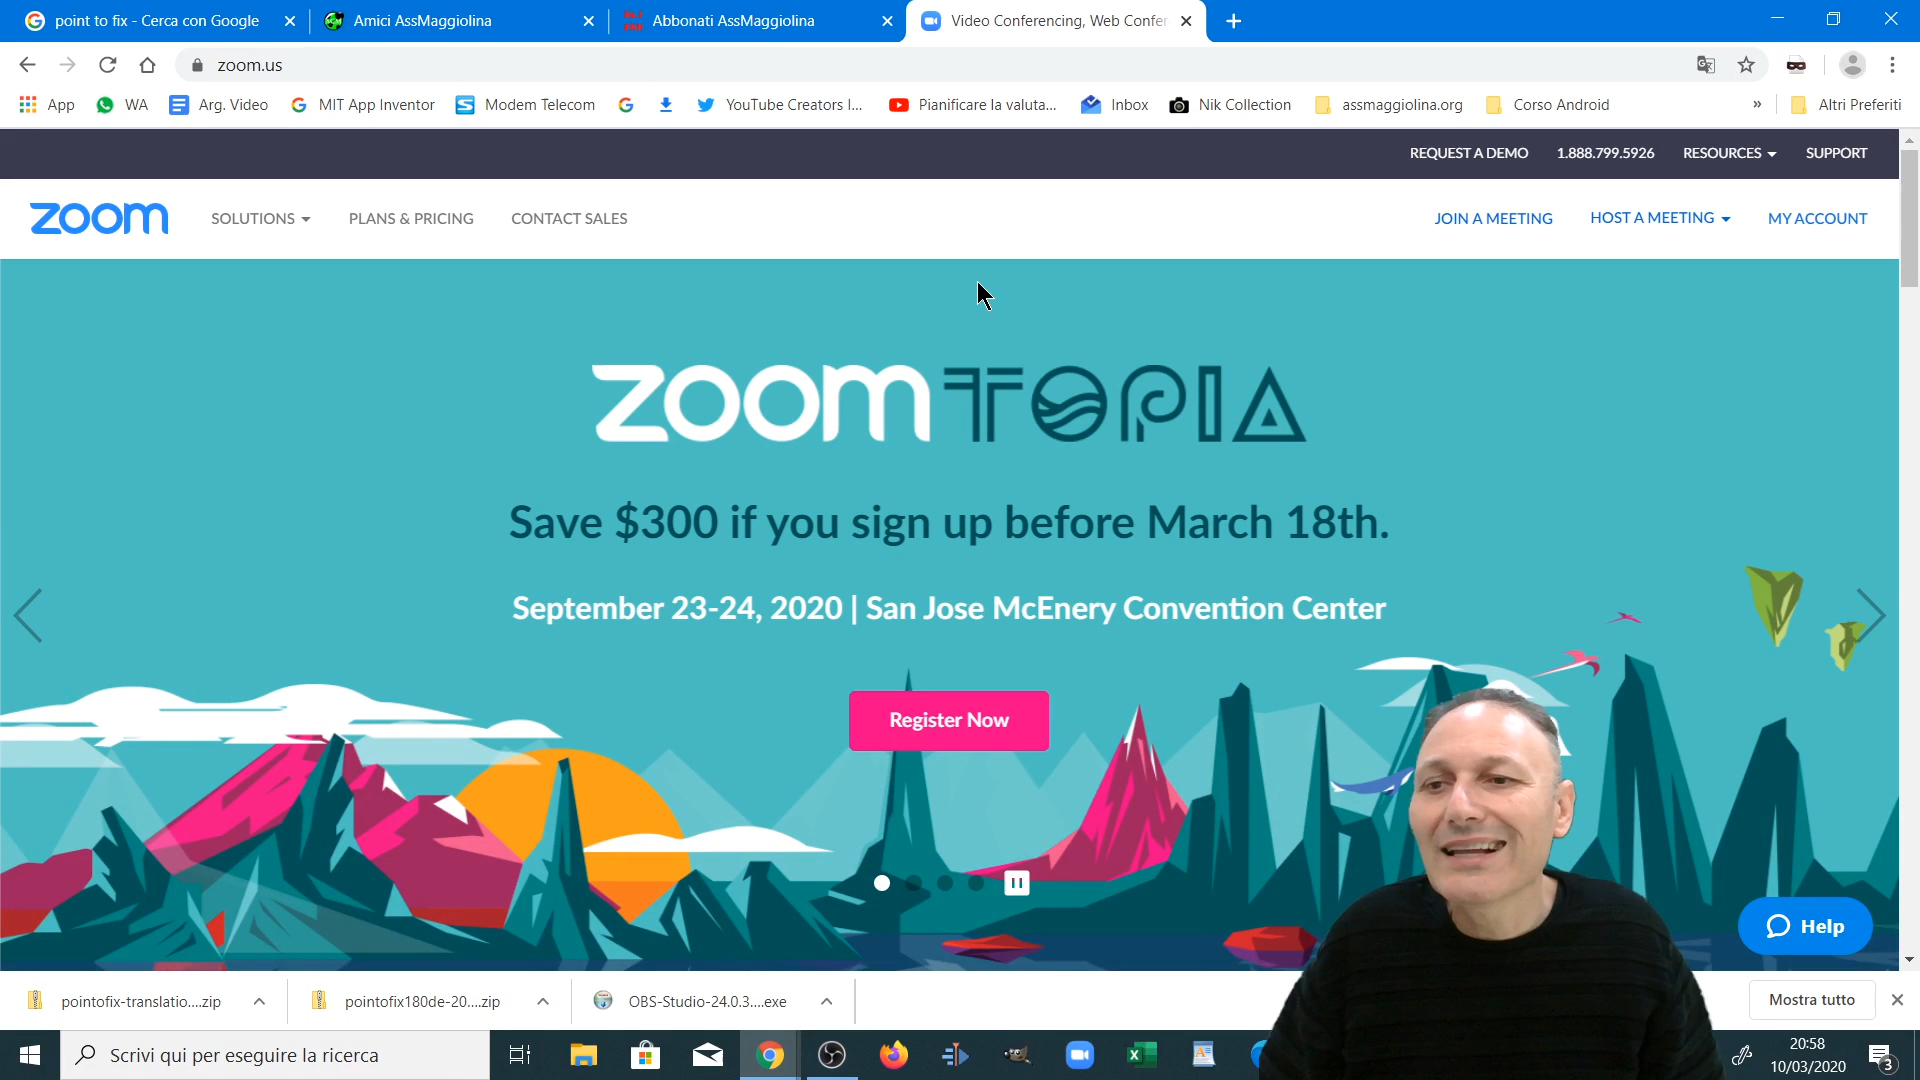 point to fix - Cerca con Google
Amici AssMaggiolina
Abbonati AssMaggiolina
Video Conferencing, Web Confer
zoom.us
App
WA
Arg. Video
MIT App Inventor
Modem Telecom
YouTube Creators I...
Pianificare la valuta...
Inbox
Nik Collection
assmaggiolina.org
Corso Android
»
Altri Preferiti
REQUEST A DEMO
1.888.799.5926
RESOURCES
SUPPORT
zoom
SOLUTIONS
PLANS & PRICING
CONTACT SALES
JOIN A MEETING
HOST A MEETING
MY ACCOUNT
zoomTOPIA
Save $300 if you sign up before March 18th.
September 23-24, 2020 | San Jose McEnery Convention Center
Register Now
Help
pointofix-translatio....zip
pointofix180de-20....zip
OBS-Studio-24.0.3....exe
Mostra tutto
Scrivi qui per eseguire la ricerca
20:58
10/03/2020
3